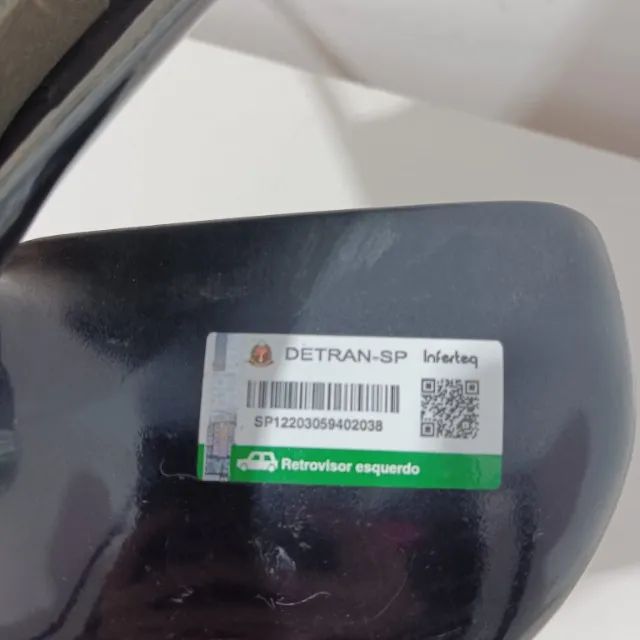 DETRAN-SP Inferteq
SP12203059402038
Retrovisor esquerdo